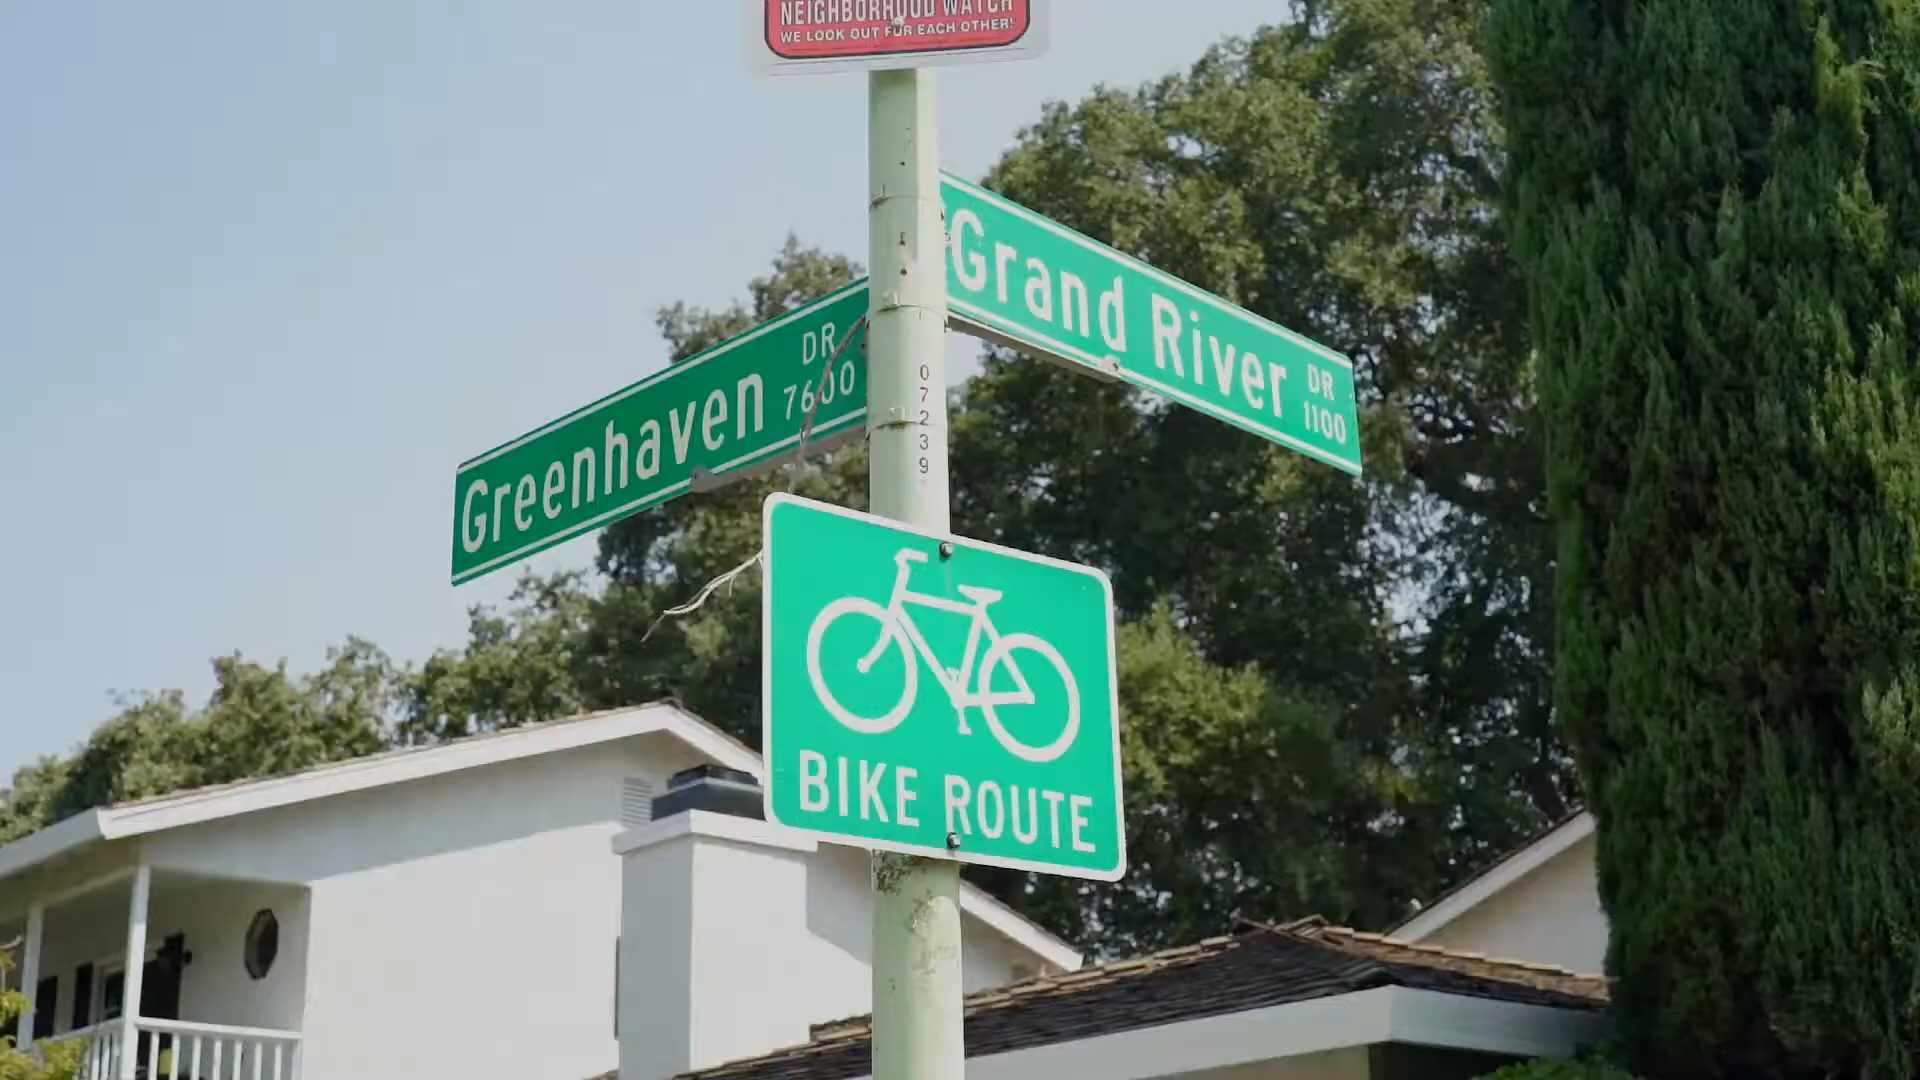 NEIGHBORHOOD WATCH
WE LOOK OUT FOR EACH OTHER!
Grand River DR 1100
Greenhaven DR 7600
07239
BIKE ROUTE